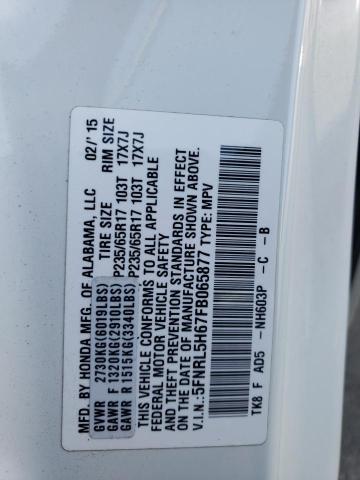 MFD. BY HONDA MFG. OF ALABAMA, LLC 02/'15
TIRE SIZE RIM SIZE
GVWR 2730KG(6019LBS)
GAWR F 1320KG(2910LBS) P235/65R17 103T 17X7J
GAWR R 1515KG(3340LBS) P235/65R17 103T 17X7J
THIS VEHICLE CONFORMS TO ALL APPLICABLE
FEDERAL MOTOR VEHICLE SAFETY
AND THEFT PREVENTION STANDARDS IN EFFECT
ON THE DATE OF MANUFACTURE SHOWN ABOVE.
V.I.N.:5FNRL5H67FB065877 TYPE: MPV
TK8 F AD5 -NH603P -C -B